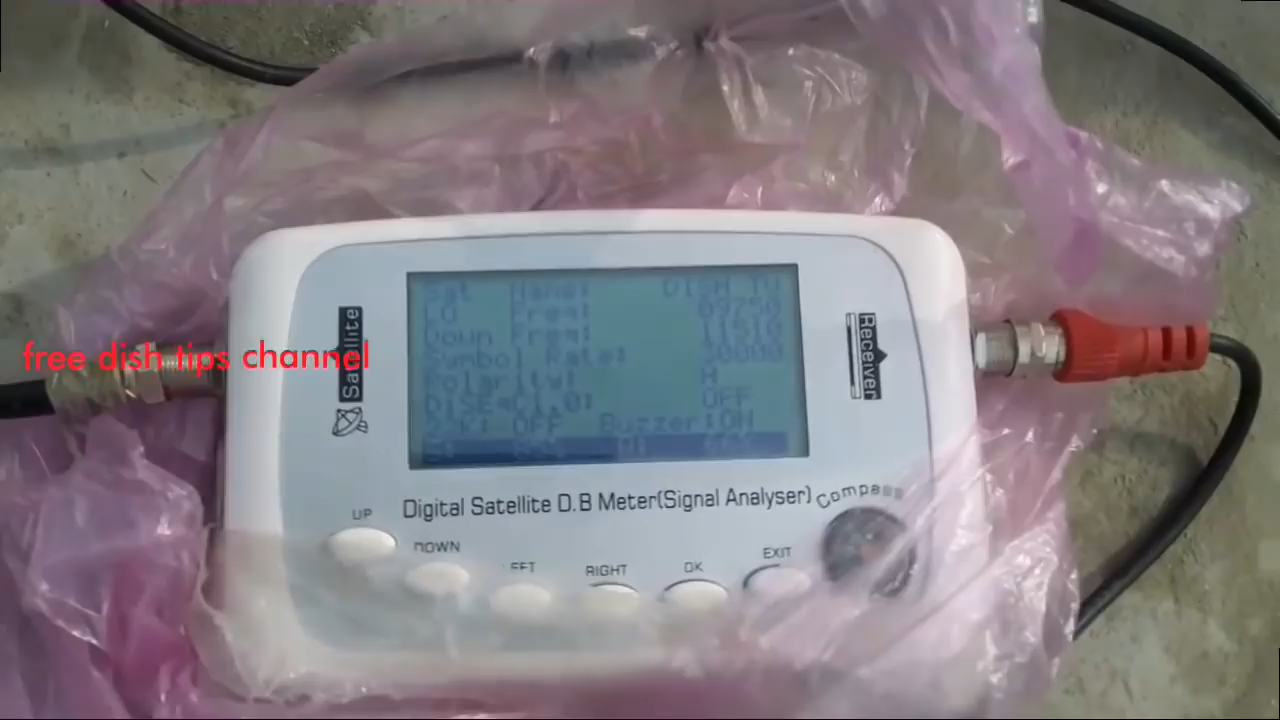 Sat Name: DISH TV
LO Freq: 09750
Down Freq:
Symbol Rate: 30000
Polarity: H
DiSEqC1.0: OFF
22K: OFF Buzzer:ON
free dish tips channel
Satellite
Receiver
Digital Satellite D.B Meter(Signal Analyser)
Compass
UP
DOWN
RIGHT
OK
EXIT